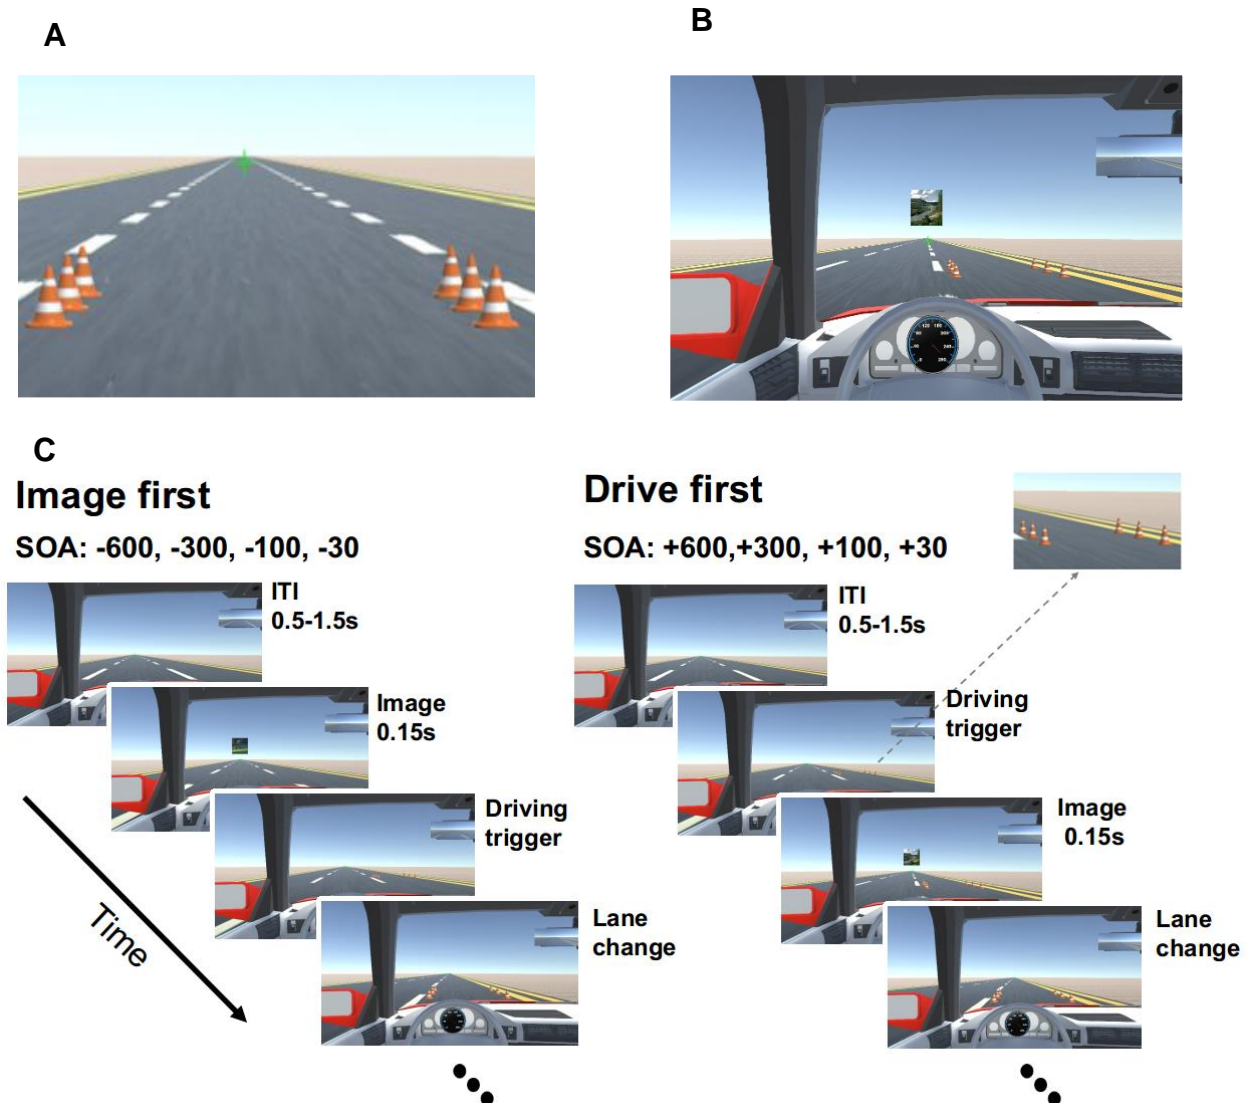 A
B
C
Image first
SOA: -600, -300, -100, -30
ITI
0.5-1.5s
Image
0.15s
Driving
trigger
Lane
change
Time
Drive first
SOA: +600,+300, +100, +30
ITI
0.5-1.5s
Driving
trigger
Image
0.15s
Lane
change